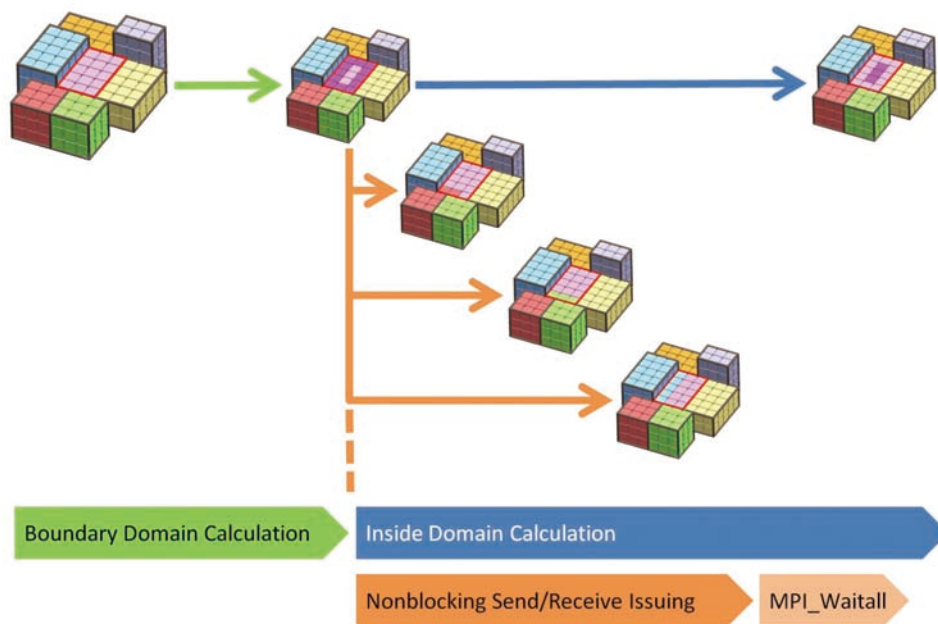 Boundary Domain Calculation
Inside Domain Calculation
Nonblocking Send/Receive Issuing
MPI_Waitall